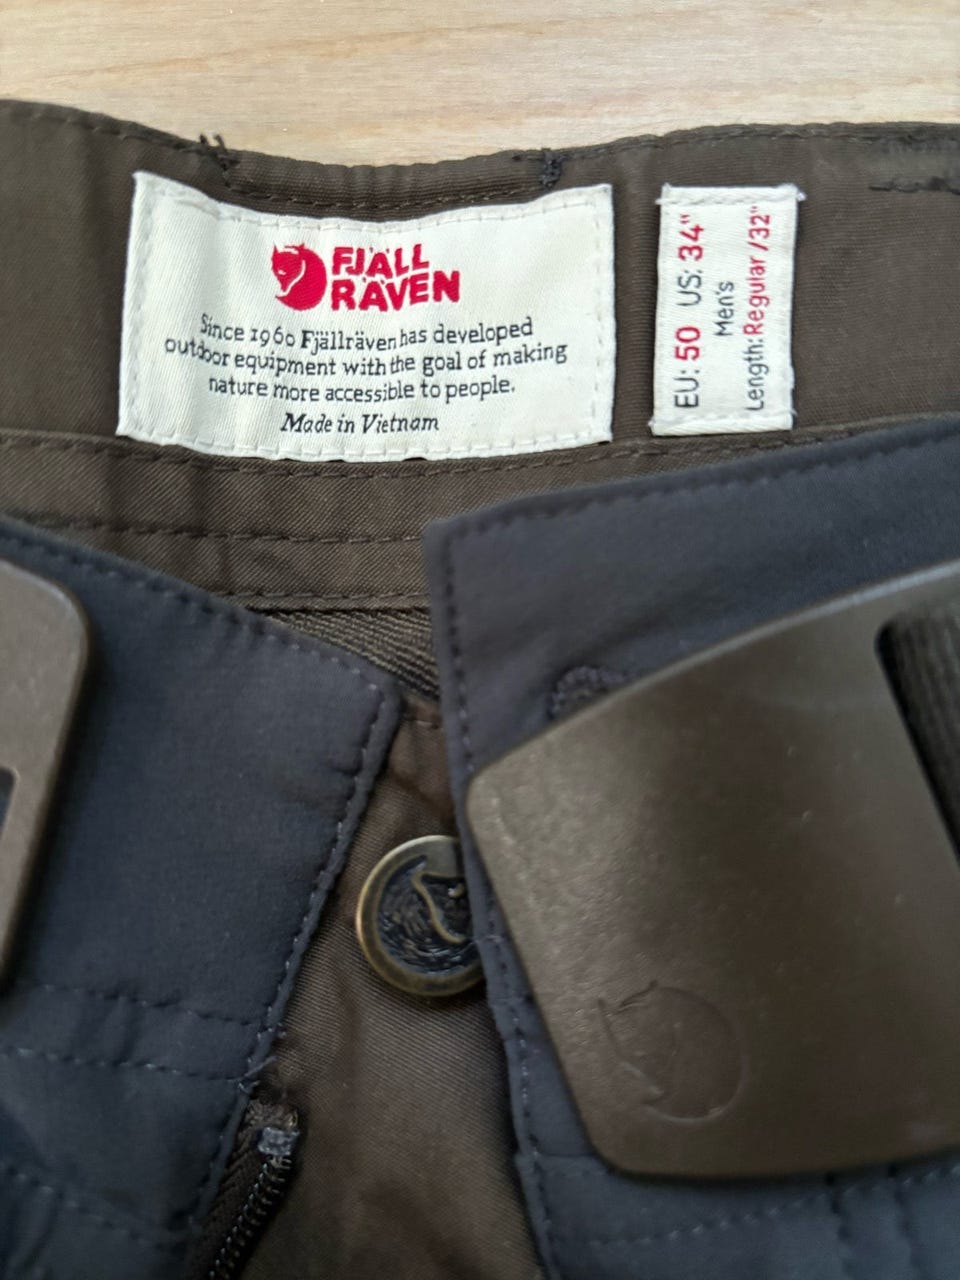 FJÄLL
RÄVEN
Since 1960 Fjällräven has developed
outdoor equipment with the goal of making
nature more accessible to people.
Made in Vietnam
EU: 50 US: 34"
Men's
Length: Regular /32"